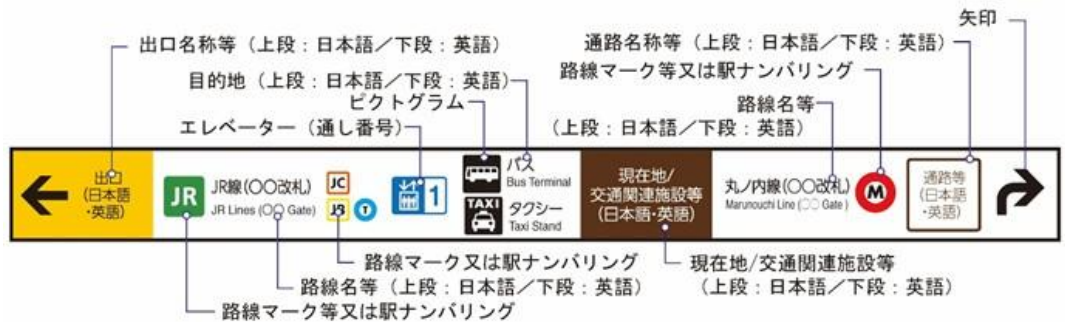 矢印
出口名称等（上段：日本語／下段：英語）
通路名称等（上段：日本語／下段：英語）
目的地（上段：日本語／下段：英語）
路線マーク等又は駅ナンバリング
ピクトグラム
路線名等
エレベーター（通し番号）
（上段：日本語／下段：英語）
出口
（日本語
・英語）
JR
JR線（〇〇改札）
JR Lines (〇〇 Gate)
JC
JB
T
1
バス
Bus Terminal
TAXI
タクシー
Taxi Stand
現在地/
交通関連施設等
（日本語・英語）
丸ノ内線（〇〇改札）
Marunouchi Line (〇〇 Gate)
M
通路等
（日本語
・英語）
路線マーク又は駅ナンバリング
現在地/交通関連施設等
路線名等（上段：日本語／下段：英語）
（上段：日本語／下段：英語）
路線マーク等又は駅ナンバリング